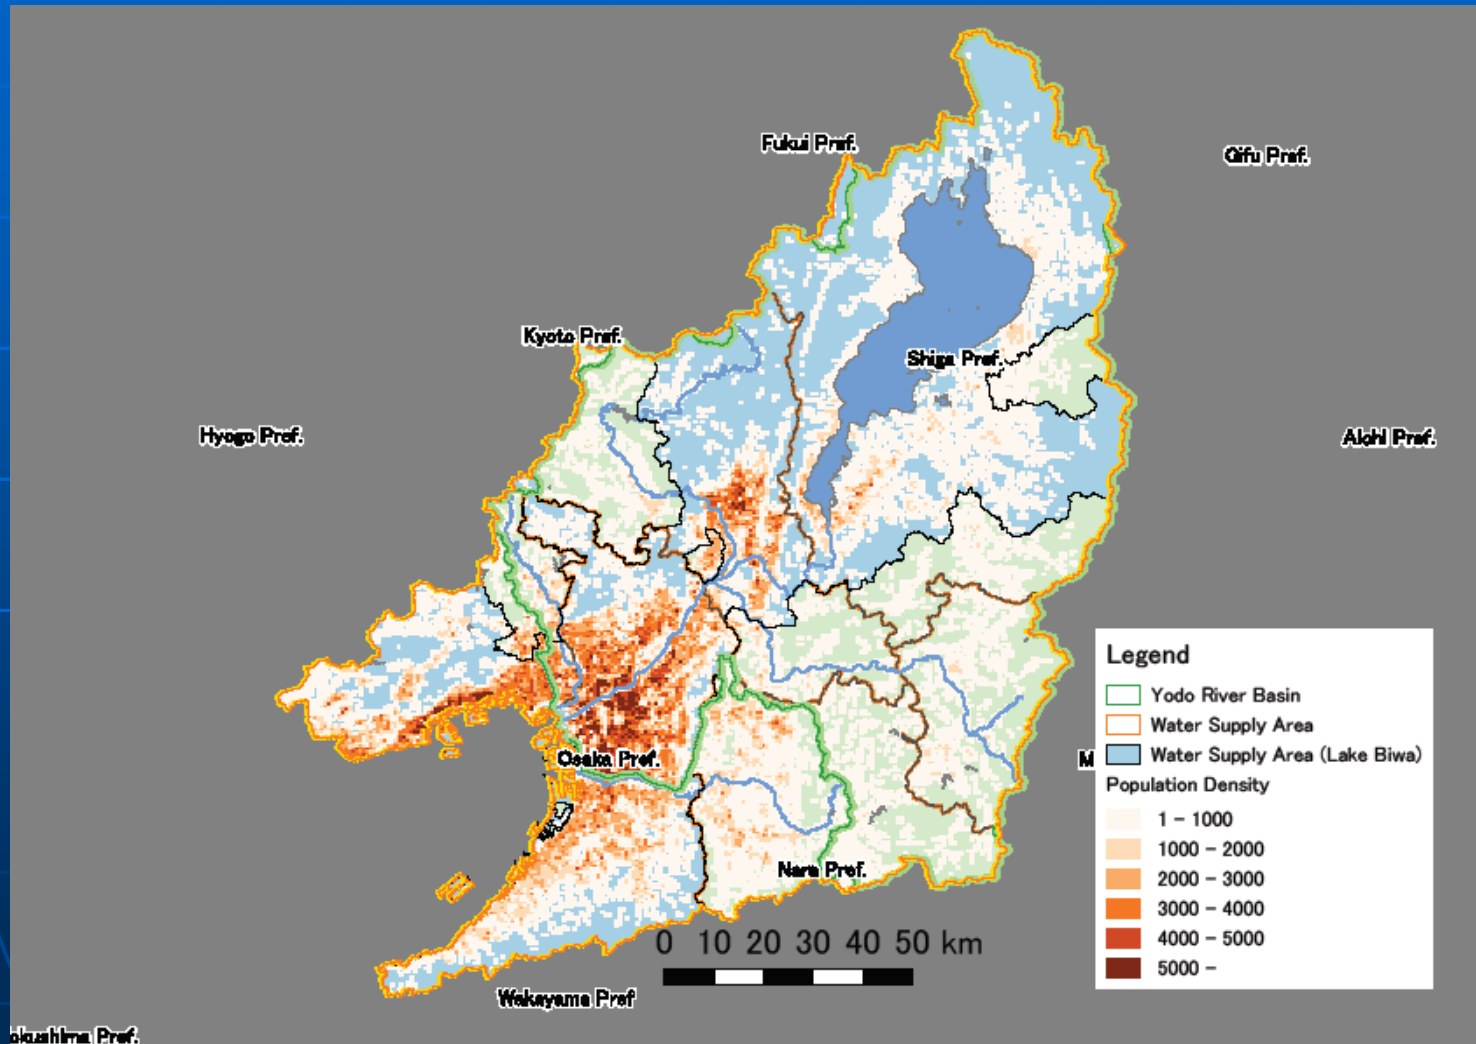 Fukui Pref.
Gifu Pref.
Kyoto Pref.
Shiga Pref.
Hyogo Pref.
Aichi Pref.
Legend
Yodo River Basin
Water Supply Area
Osaka Pref.
M
Water Supply Area (Lake Biwa)
Population Density
1 - 1000
1000 - 2000
Nara Pref.
2000 - 3000
3000 - 4000
0 10 20 30 40 50 km
4000 - 5000
5000 -
Wakayama Pref
okushima Pref.